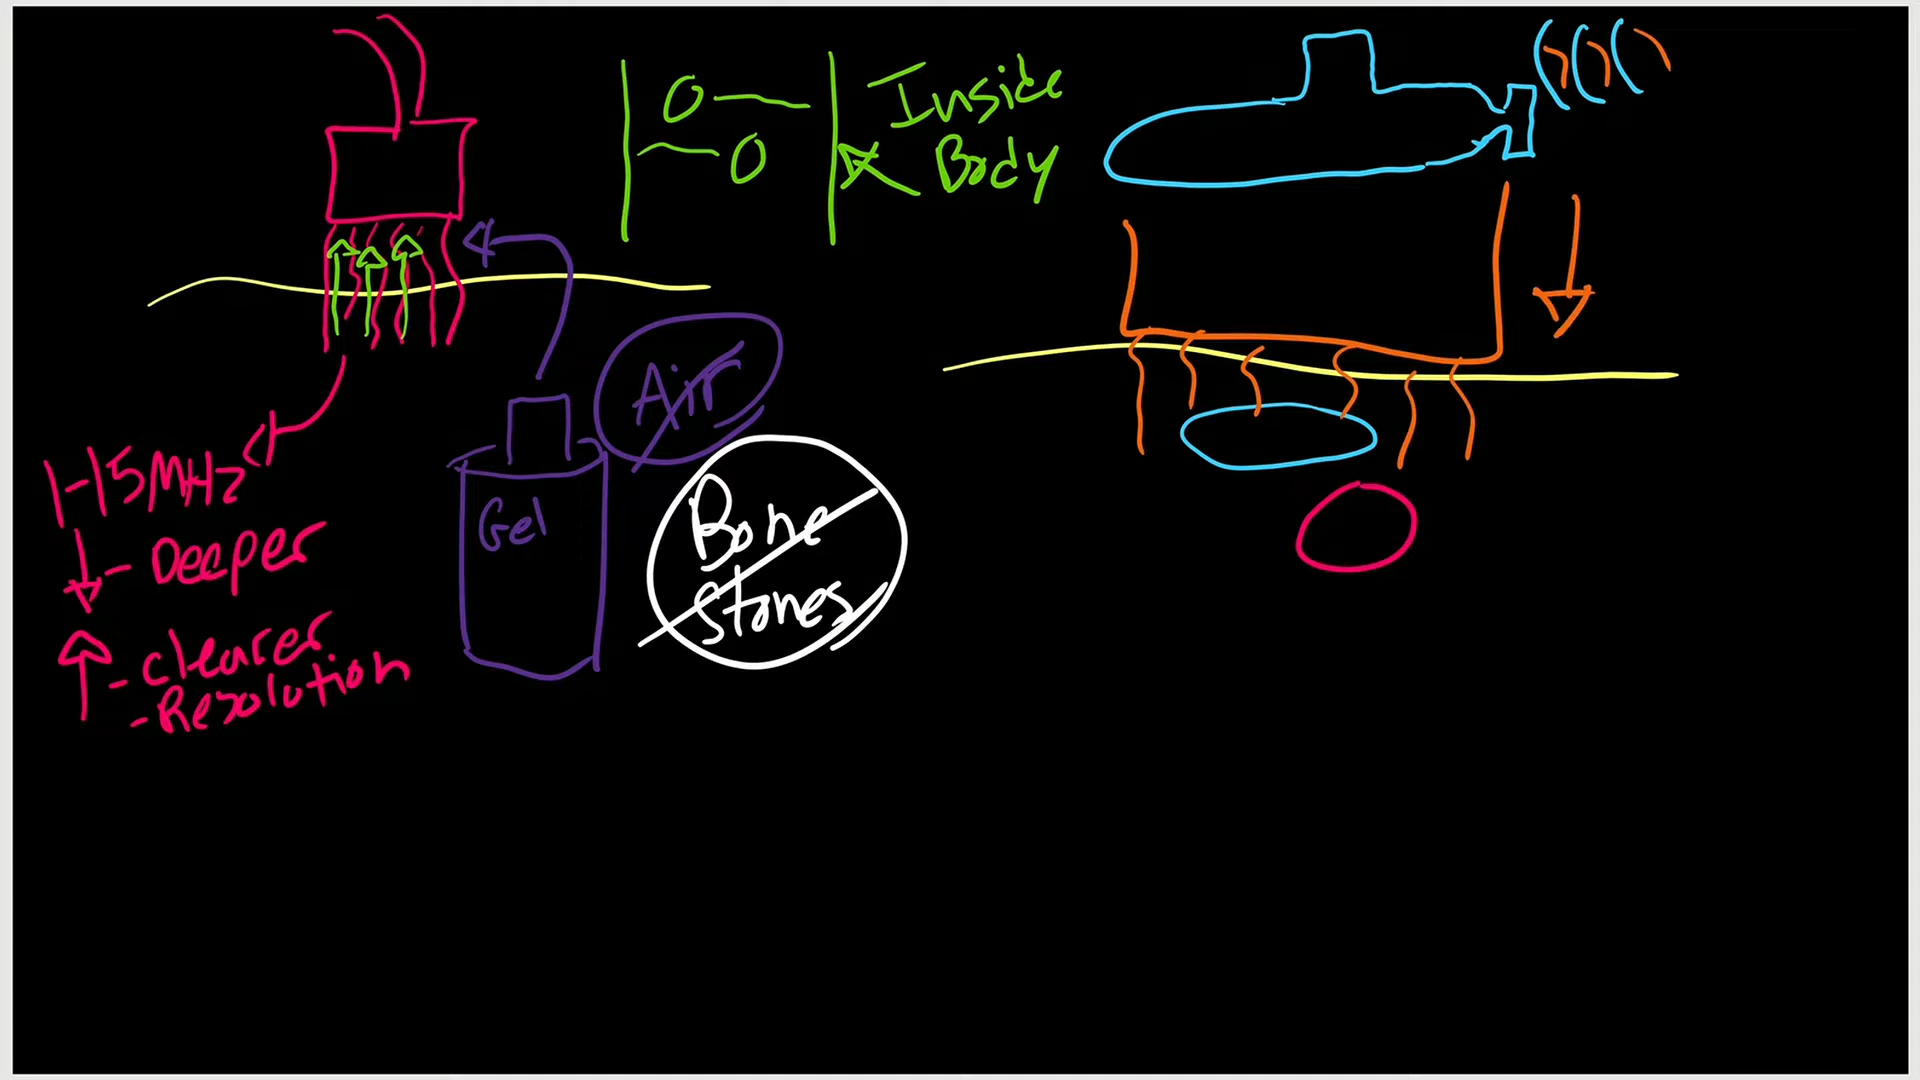 Inside
Body
Air
1-15MHz
- Deeper
- clearer
- Resolution
Gel
Bone
Stones